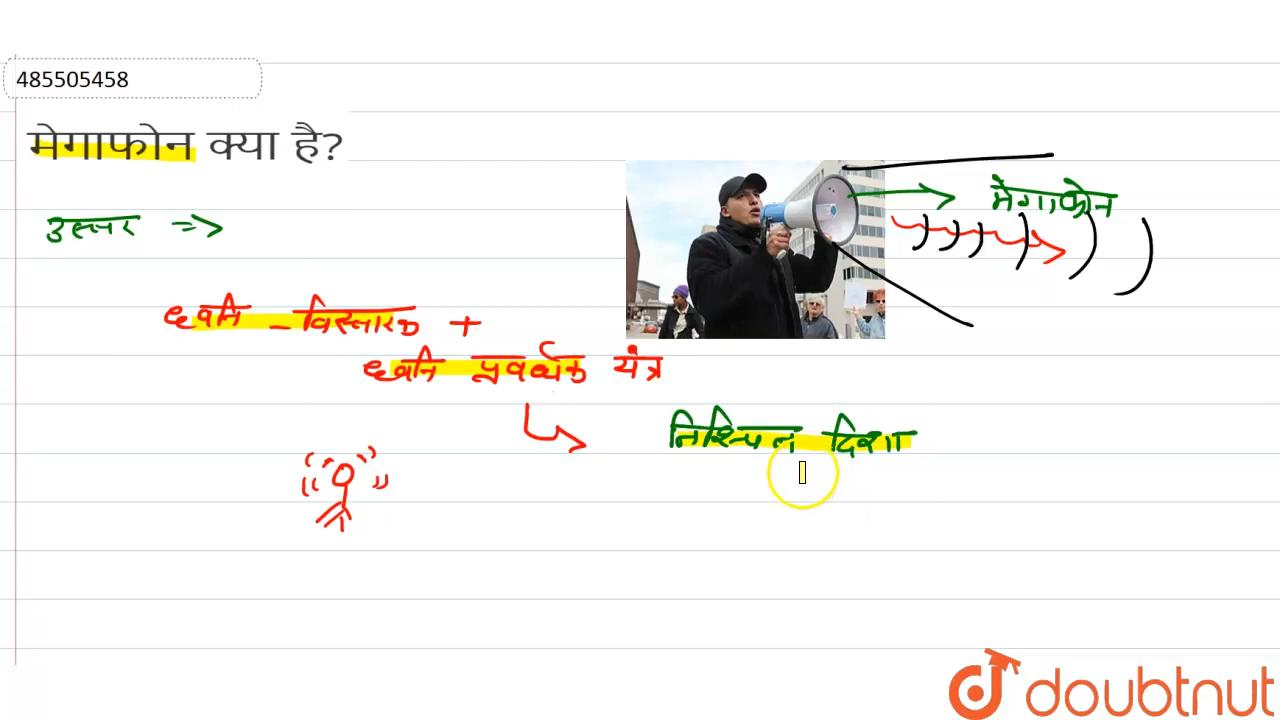 485505458
मेगाफोन क्या है?
उत्तर =>
मेगाफोन
ध्वनि - विस्तारक +
ध्वनि प्रवर्धक यंत्र
निश्चित दिशा
doubtnut